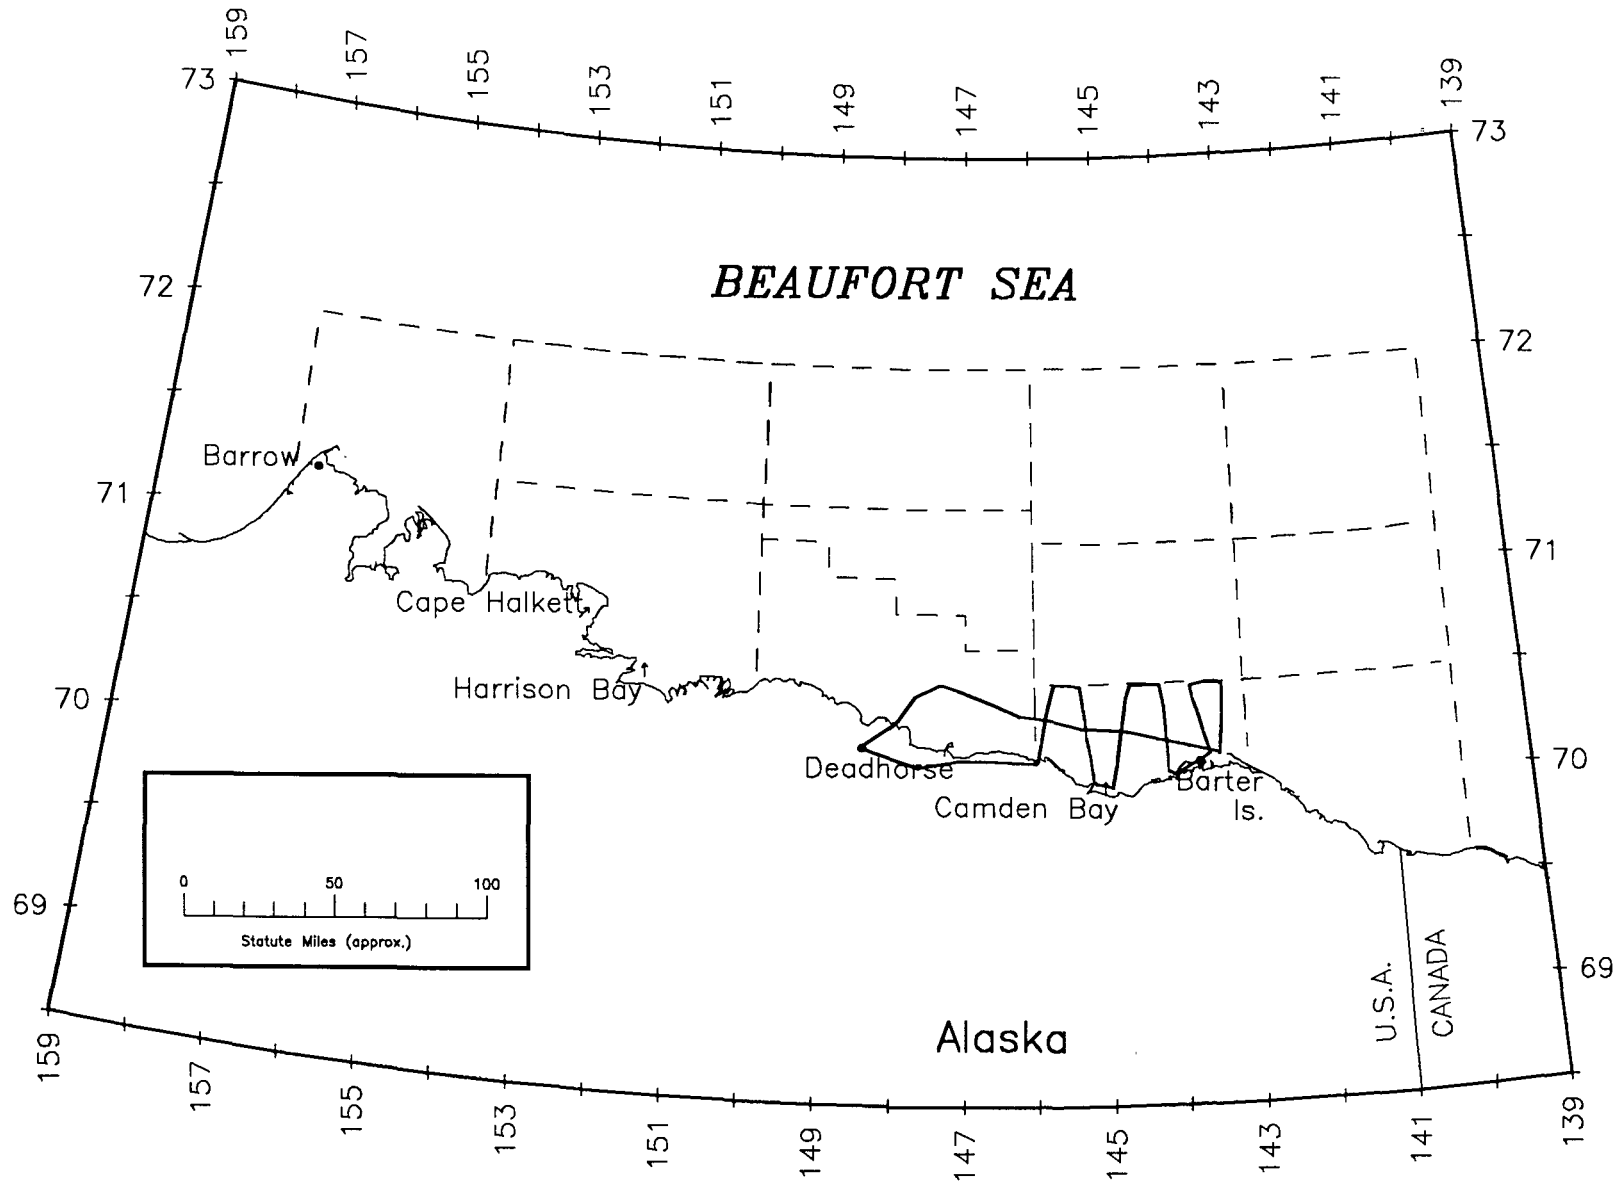 159
157
155
153
151
149
147
145
143
141
139
73
73
BEAUFORT SEA
72
72
Barrow
71
71
Cape Halkett
Harrison Bay
70
70
Deadhorse
Barter
Is.
Camden Bay
0 50 100
Statute Miles (approx.)
69
69
U.S.A.
CANADA
Alaska
159
157
155
153
151
149
147
145
143
141
139